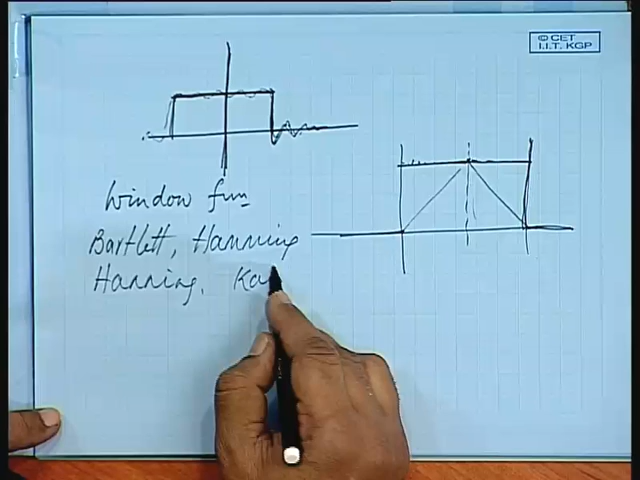 © CET
I.I.T. KGP
Window fun
Bartlett, Hanning
Hanning, Ka